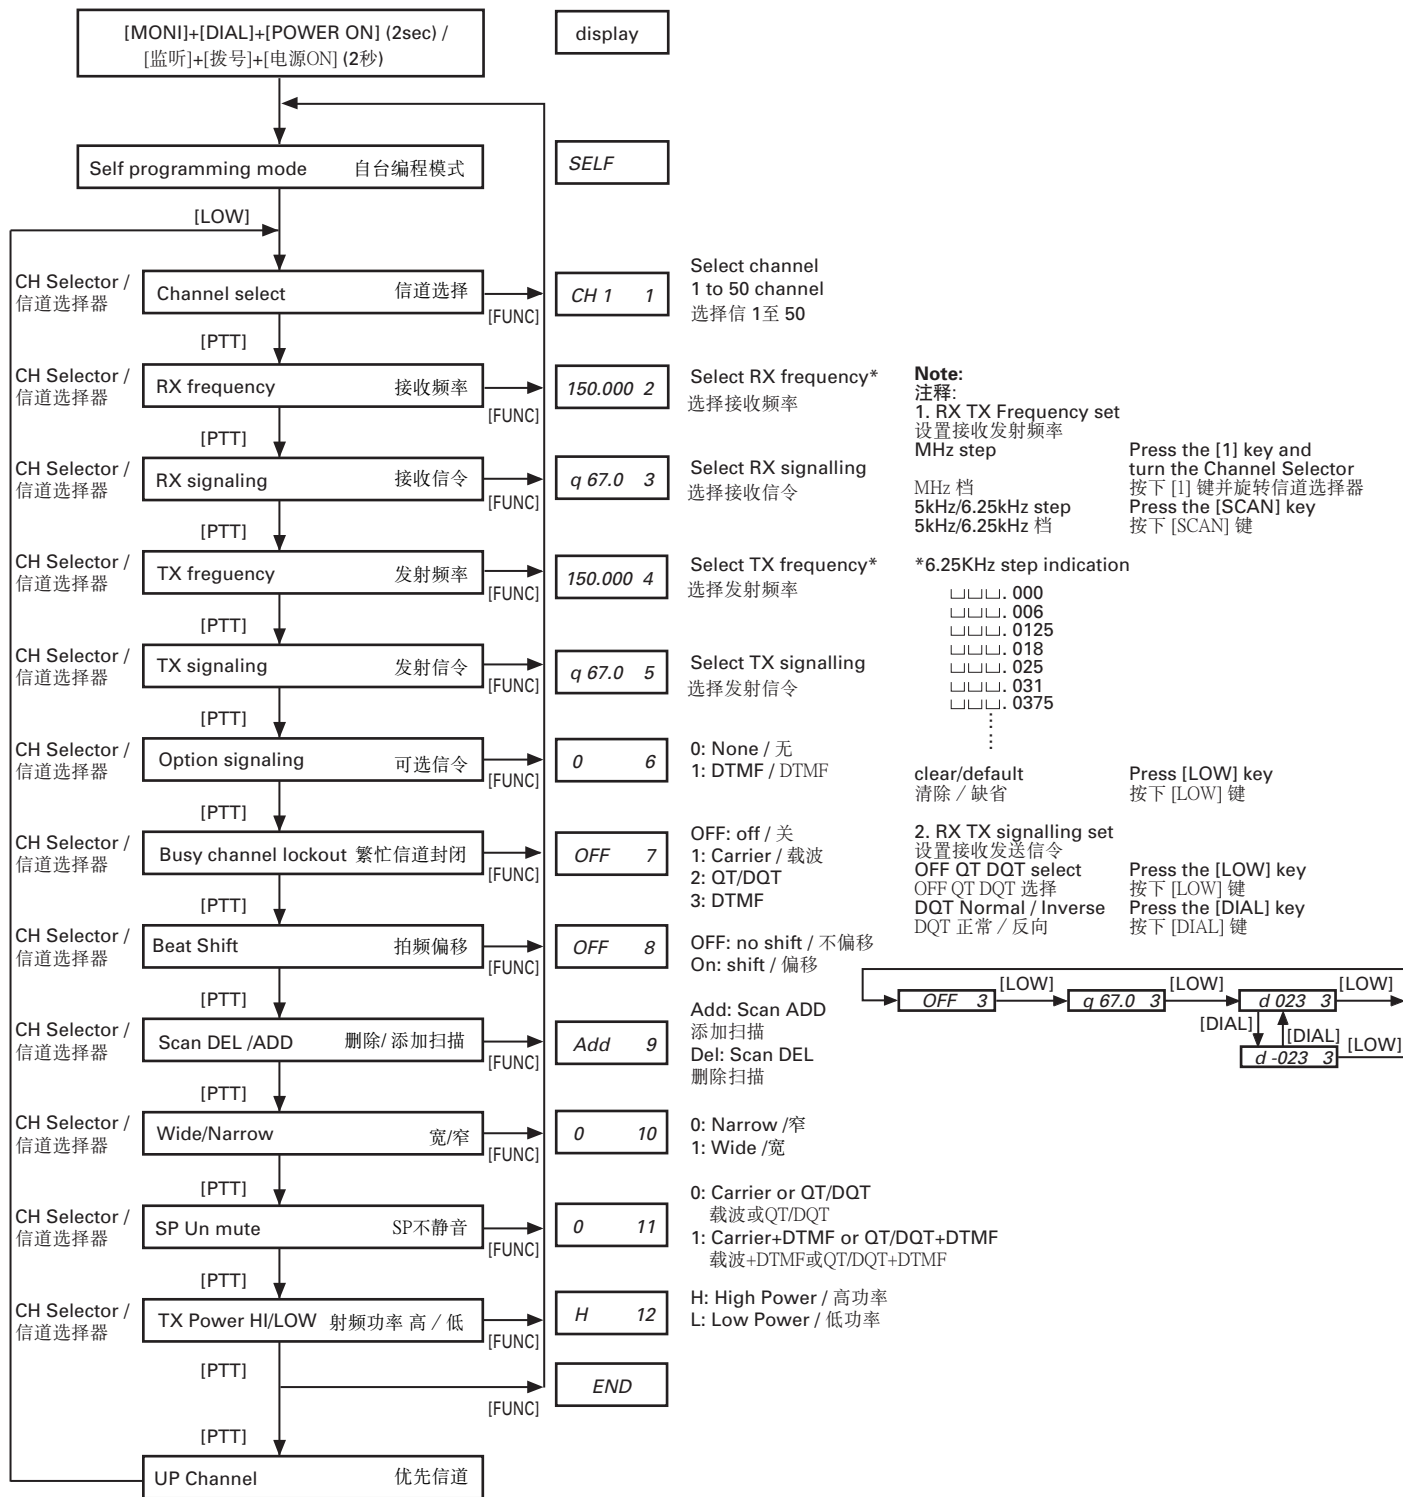 [MONI]+[DIAL]+[POWER ON] (2sec) /
[监听]+[拨号]+[电源ON] (2秒)
display
Self programming mode 自台编程模式
SELF
[LOW]
CH Selector /
信道选择器
Channel select 信道选择
[FUNC]
CH 1 1
Select channel
1 to 50 channel
选择信 1至 50
[PTT]
CH Selector /
信道选择器
RX frequency 接收频率
[FUNC]
150.000 2
Select RX frequency*
选择接收频率
[PTT]
CH Selector /
信道选择器
RX signaling 接收信令
[FUNC]
q 67.0 3
Select RX signalling
选择接收信令
[PTT]
CH Selector /
信道选择器
TX freguency 发射频率
[FUNC]
150.000 4
Select TX frequency*
选择发射频率
[PTT]
CH Selector /
信道选择器
TX signaling 发射信令
[FUNC]
q 67.0 5
Select TX signalling
选择发射信令
[PTT]
CH Selector /
信道选择器
Option signaling 可选信令
[FUNC]
0 6
0: None / 无
1: DTMF / DTMF
[PTT]
CH Selector /
信道选择器
Busy channel lockout 繁忙信道封闭
[FUNC]
OFF 7
OFF: off / 关
1: Carrier / 载波
2: QT/DQT
3: DTMF
[PTT]
CH Selector /
信道选择器
Beat Shift 拍频偏移
[FUNC]
OFF 8
OFF: no shift / 不偏移
On: shift / 偏移
[PTT]
CH Selector /
信道选择器
Scan DEL /ADD 删除/ 添加扫描
[FUNC]
Add 9
Add: Scan ADD
添加扫描
Del: Scan DEL
删除扫描
[PTT]
CH Selector /
信道选择器
Wide/Narrow 宽/窄
[FUNC]
0 10
0: Narrow /窄
1: Wide /宽
[PTT]
CH Selector /
信道选择器
SP Un mute SP不静音
[FUNC]
0 11
0: Carrier or QT/DQT
载波或QT/DQT
1: Carrier+DTMF or QT/DQT+DTMF
载波+DTMF或QT/DQT+DTMF
[PTT]
CH Selector /
信道选择器
TX Power HI/LOW 射频功率 高 / 低
[FUNC]
H 12
H: High Power / 高功率
L: Low Power / 低功率
[PTT]
[FUNC]
END
[PTT]
UP Channel 优先信道
Note:
注释:
1. RX TX Frequency set
设置接收发射频率
MHz step Press the [1] key and
turn the Channel Selector
MHz 档 按下 [1] 键并旋转信道选择器
5kHz/6.25kHz step Press the [SCAN] key
5kHz/6.25kHz 档 按下 [SCAN] 键
*6.25KHz step indication
␣␣␣. 000
␣␣␣. 006
␣␣␣. 0125
␣␣␣. 018
␣␣␣. 025
␣␣␣. 031
␣␣␣. 0375
clear/default Press [LOW] key
清除 / 缺省 按下 [LOW] 键
2. RX TX signalling set
设置接收发送信令
OFF QT DQT select Press the [LOW] key
OFF QT DQT 选择 按下 [LOW] 键
DQT Normal / Inverse Press the [DIAL] key
DQT 正常 / 反向 按下 [DIAL] 键
OFF 3 [LOW] q 67.0 3 [LOW] d 023 3 [LOW]
[DIAL] [DIAL]
d -023 3 [LOW]